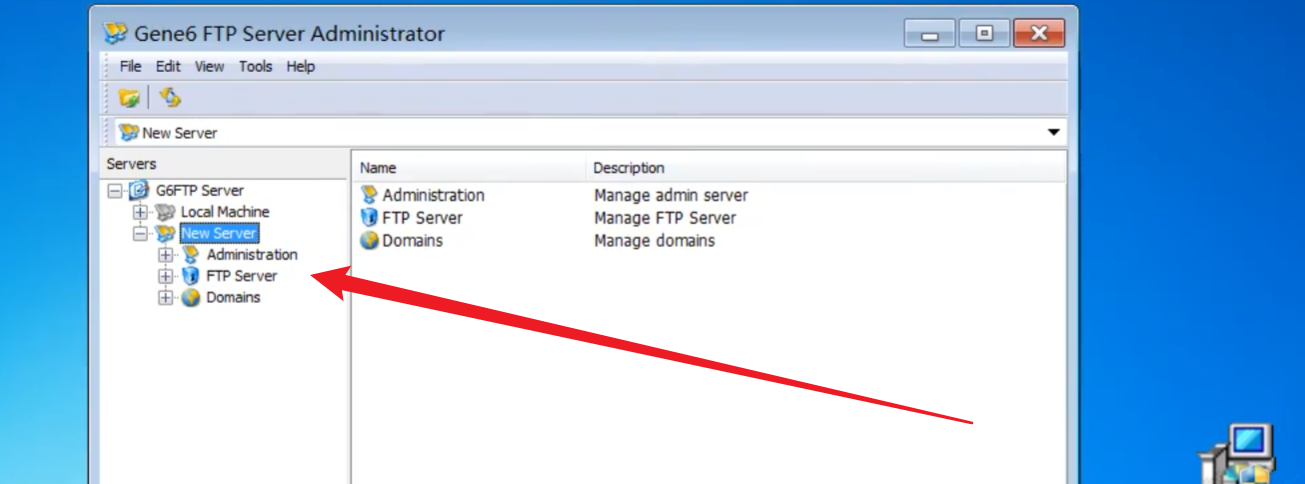 Gene6 FTP Server Administrator
File Edit View Tools Help
New Server
Servers
Name Description
G6FTP Server
Local Machine
New Server
Administration
FTP Server
Domains
Administration Manage admin server
FTP Server Manage FTP Server
Domains Manage domains